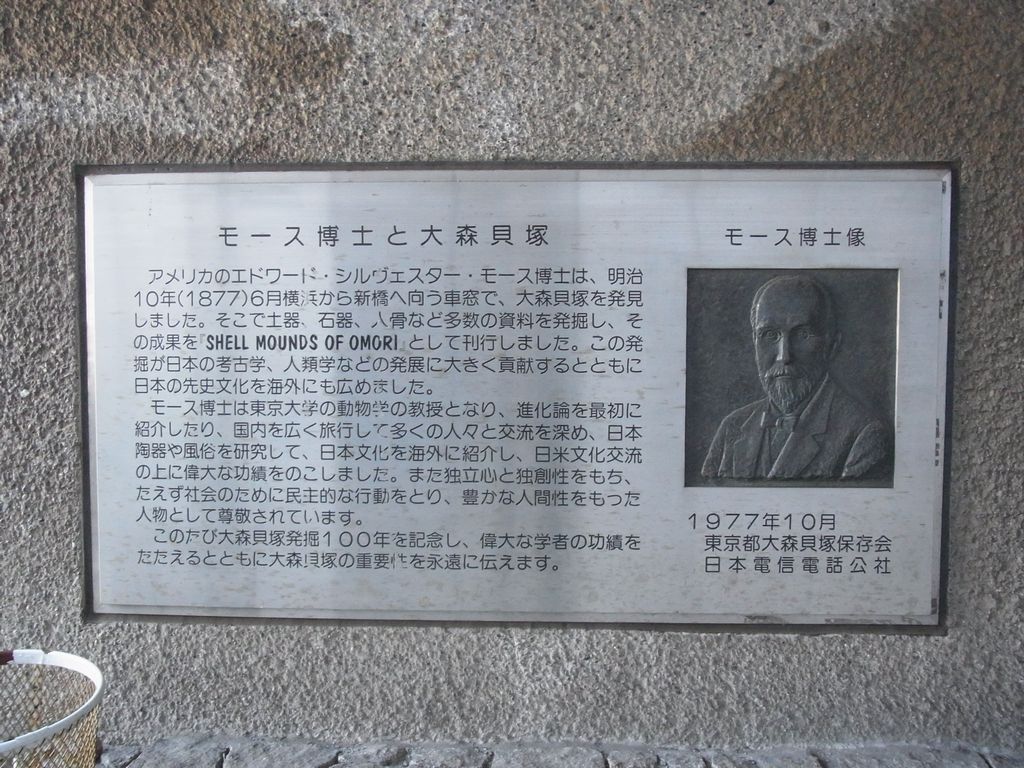 モース博士と大森貝塚
アメリカのエドワード・シルヴェスター・モース博士は、明治
10年(1877)6月横浜から新橋へ向う車窓で、大森貝塚を発見
しました。そこで土器、石器、人骨など多数の資料を発掘し、そ
の成果を『SHELL MOUNDS OF OMORI』として刊行しました。この発
掘が日本の考古学、人類学などの発展に大きく貢献するとともに
日本の先史文化を海外にも広めました。
モース博士は東京大学の動物学の教授となり、進化論を最初に
紹介したり、国内を広く旅行して多くの人々と交流を深め、日本
陶器や風俗を研究して、日本文化を海外に紹介し、日米文化交流
の上に偉大な功績をのこしました。また独立心と独創性をもち、
たえず社会のために民主的な行動をとり、豊かな人間性をもった
人物として尊敬されています。
このたび大森貝塚発掘100年を記念し、偉大な学者の功績を
たたえるとともに大森貝塚の重要性を永遠に伝えます。
モース博士像
1977年10月
東京都大森貝塚保存会
日本電信電話公社